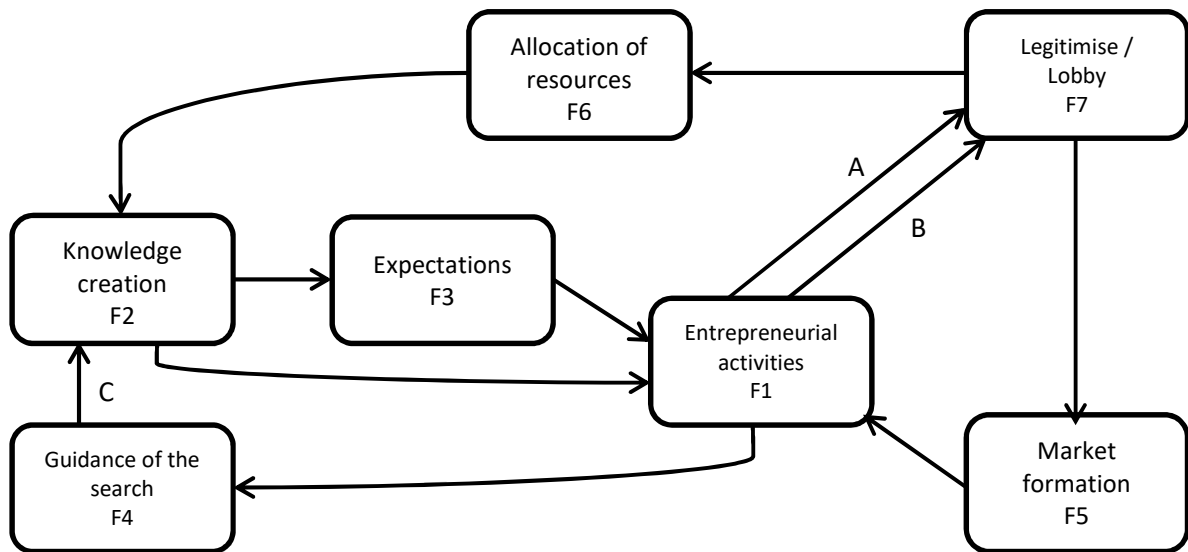 Allocation of
resources
F6
Legitimise /
Lobby
F7
A
B
Knowledge
creation
F2
Expectations
F3
Entrepreneurial
activities
F1
C
Guidance of the
search
F4
Market
formation
F5